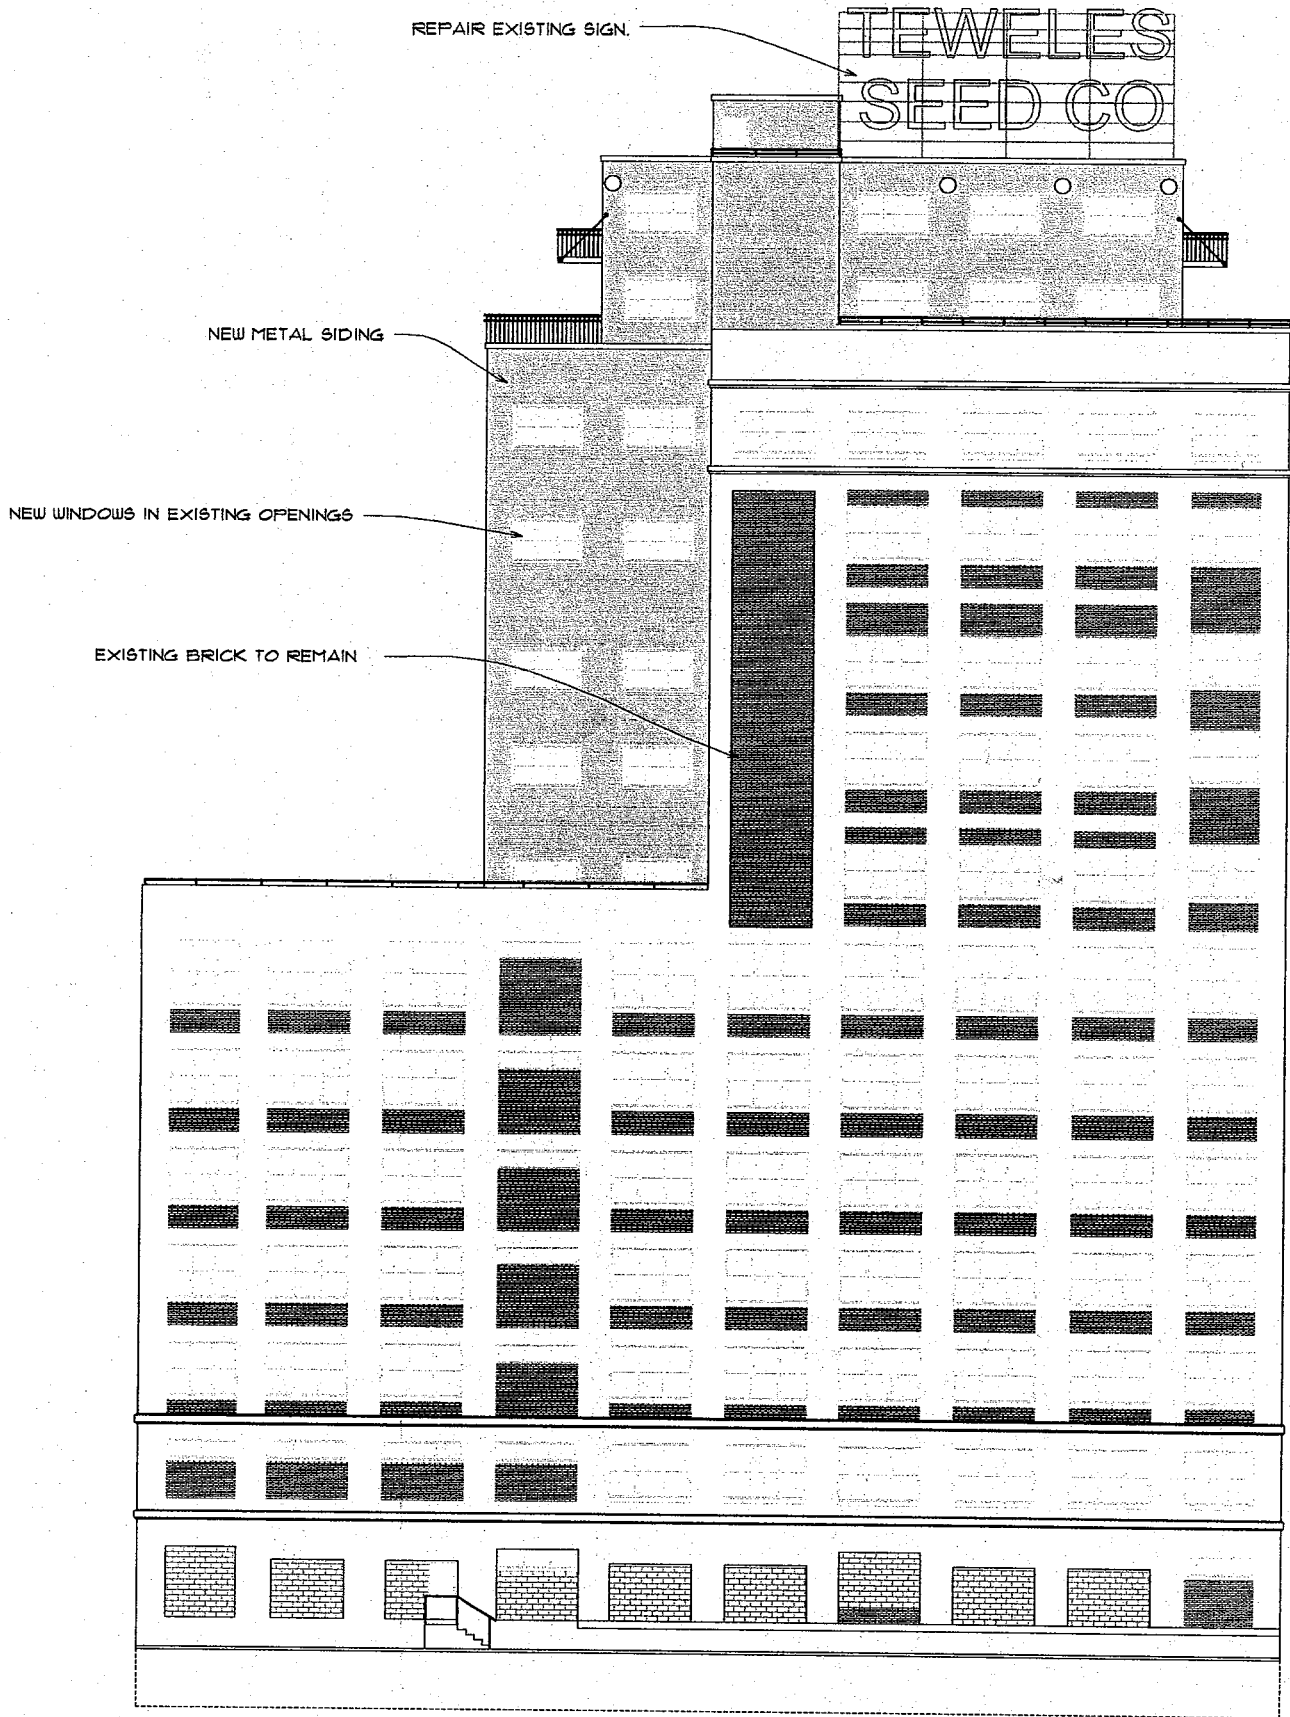 REPAIR EXISTING SIGN.
TEWELES
SEED CO
NEW METAL SIDING
NEW WINDOWS IN EXISTING OPENINGS
EXISTING BRICK TO REMAIN